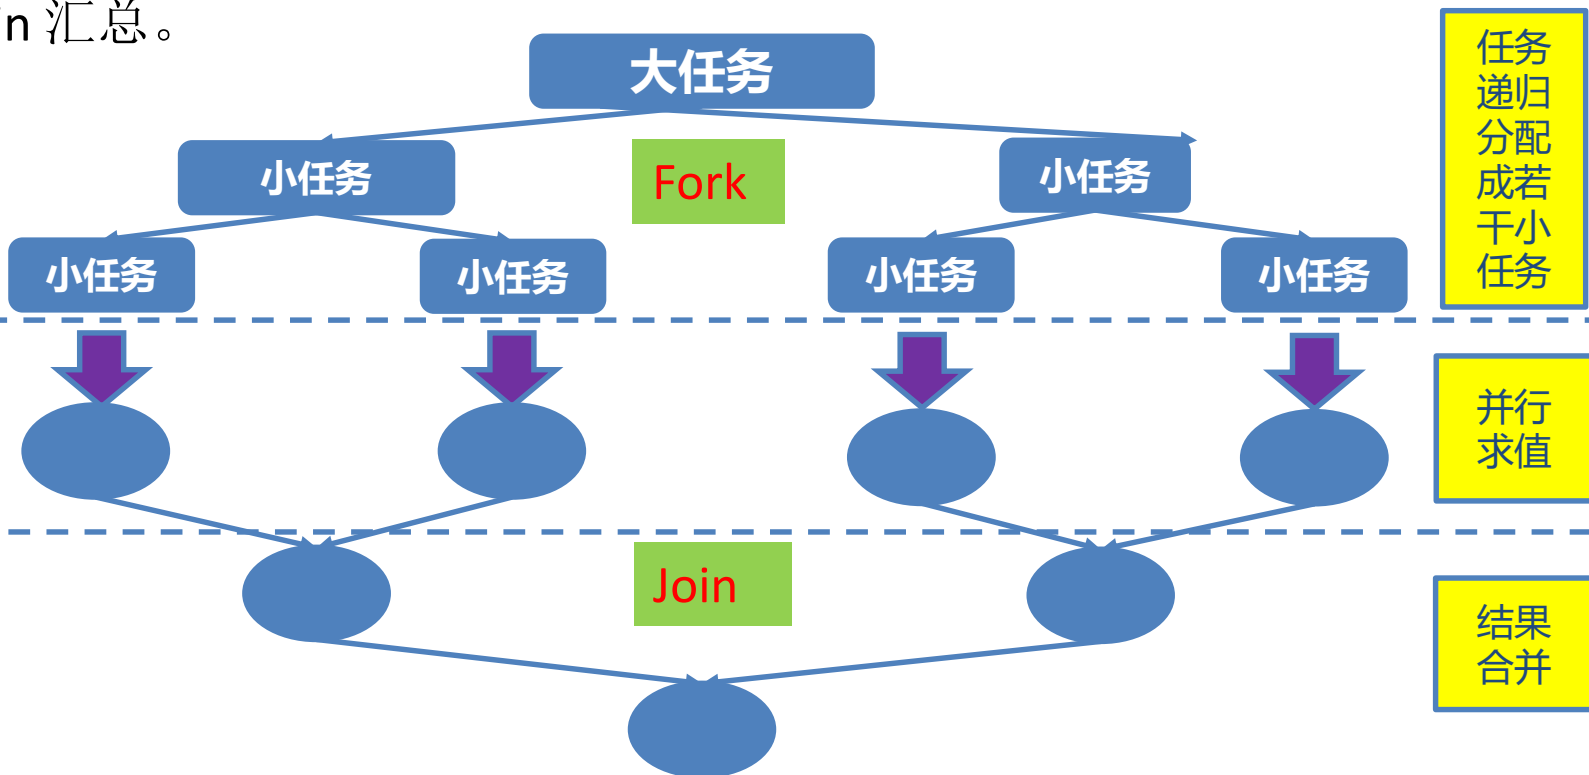 n 汇总。
大任务
小任务
Fork
小任务
小任务
小任务
小任务
小任务
任务
递归
分配
成若
干小
任务
并行
求值
Join
结果
合并